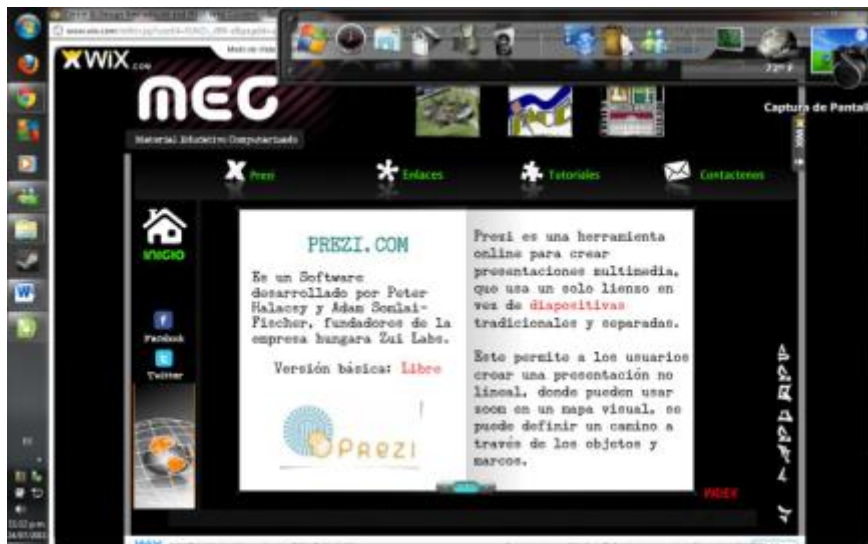 WiX.com
MEC
Material Educativo Computarizado
72° F
Captura de Pantal
WiX
Prezi
Enlaces
Tutoriales
Contactenos
INICIO
Facebook
Twitter
PREZI.COM
Es un Software
desarrollado por Peter
Halacsy y Adam Somlai-
Fischer, fundadores de la
empresa hungara Zui Labs.
Versión básica: Libre
PREZI
Prezi es una herramienta
online para crear
presentaciones multimedia,
que usa un solo lienzo en
vez de diapositivas
tradicionales y separadas.
Esto permite a los usuarios
crear una presentación no
lineal, donde pueden usar
zoom en un mapa visual, se
puede definir un camino a
través de los objetos y
marcos.
INDEX
ES
WiX